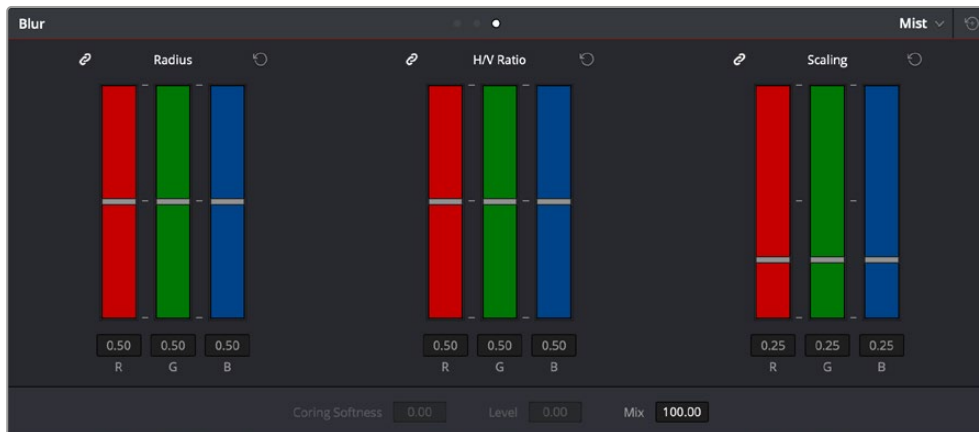 Blur Mist
Radius H/V Ratio Scaling
0.50 0.50 0.50 0.50 0.50 0.50 0.25 0.25 0.25
R G B R G B R G B
Coring Softness 0.00 Level 0.00 Mix 100.00